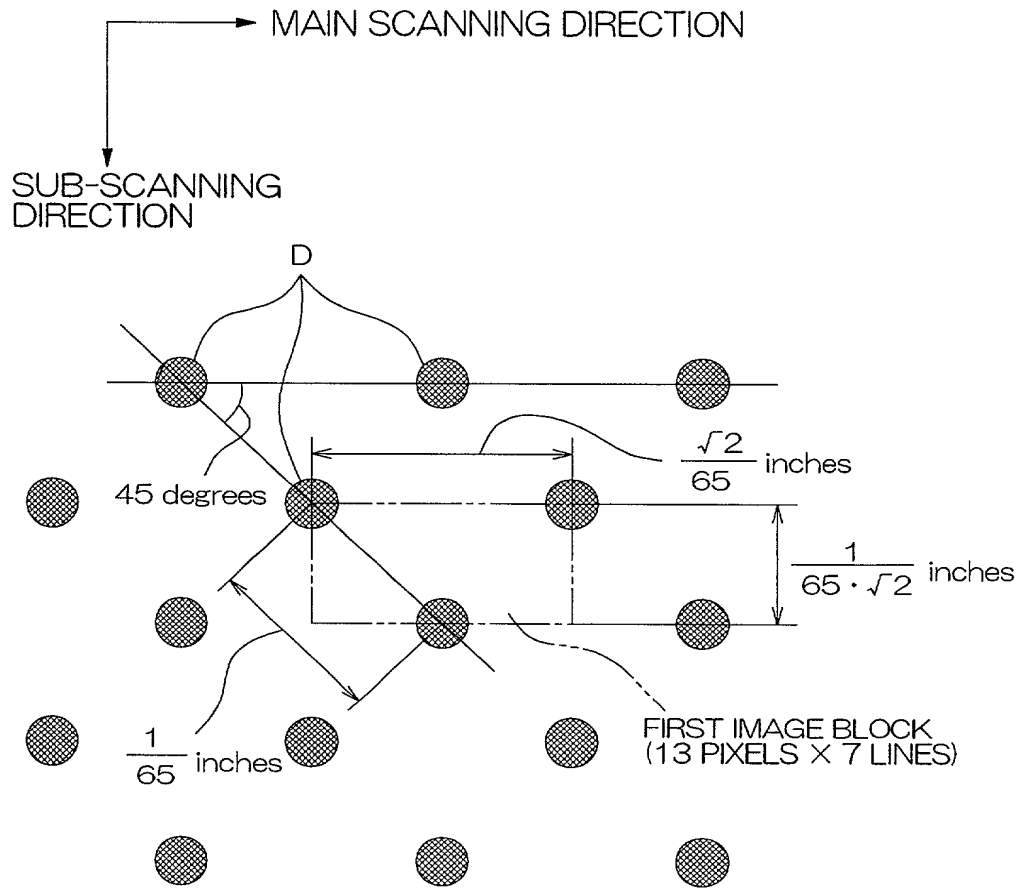 MAIN SCANNING DIRECTION
SUB-SCANNING
DIRECTION
D
√2
65
inches
45 degrees
1
65・√2
inches
FIRST IMAGE BLOCK
(13 PIXELS × 7 LINES)
1
65
inches